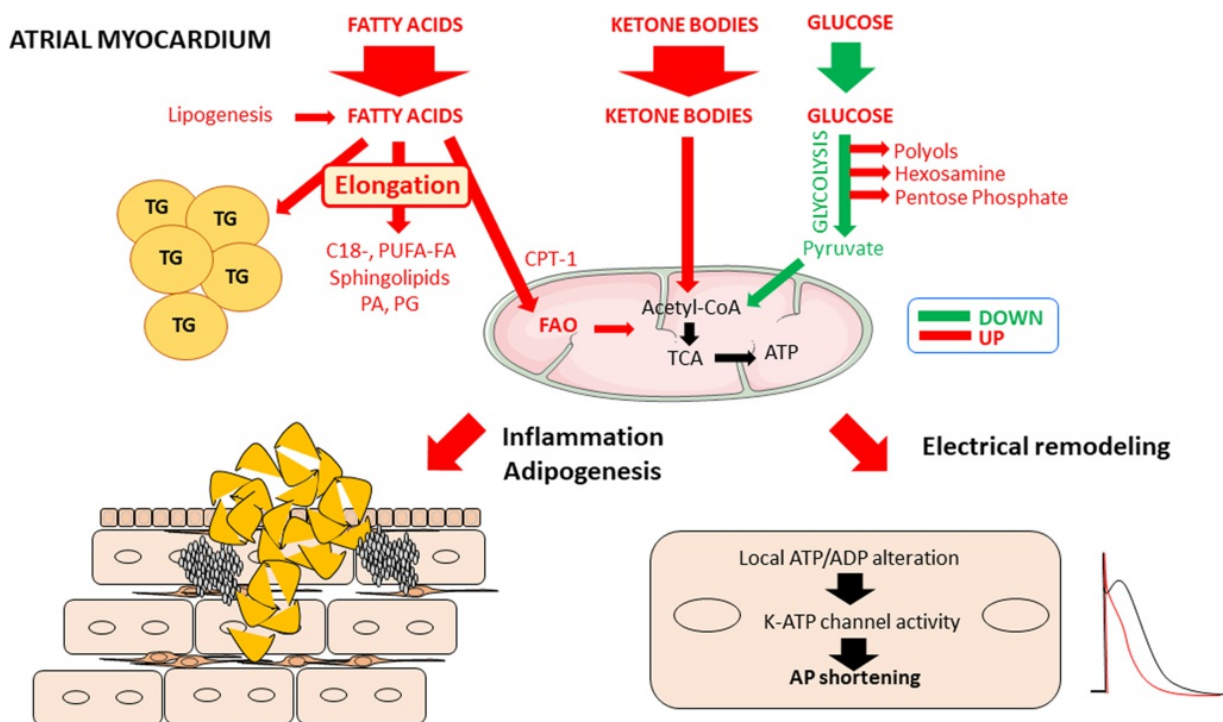 ATRIAL MYOCARDIUM
FATTY ACIDS
KETONE BODIES
GLUCOSE
Lipogenesis
FATTY ACIDS
KETONE BODIES
GLUCOSE
GLYCOLYSIS
Polyols
Hexosamine
Pentose Phosphate
Elongation
TG
TG
TG
TG
TG
C18-, PUFA-FA
Sphingolipids
PA, PG
CPT-1
Pyruvate
Acetyl-CoA
FAO
TCA
ATP
DOWN
UP
Inflammation
Adipogenesis
Electrical remodeling
Local ATP/ADP alteration
K-ATP channel activity
AP shortening